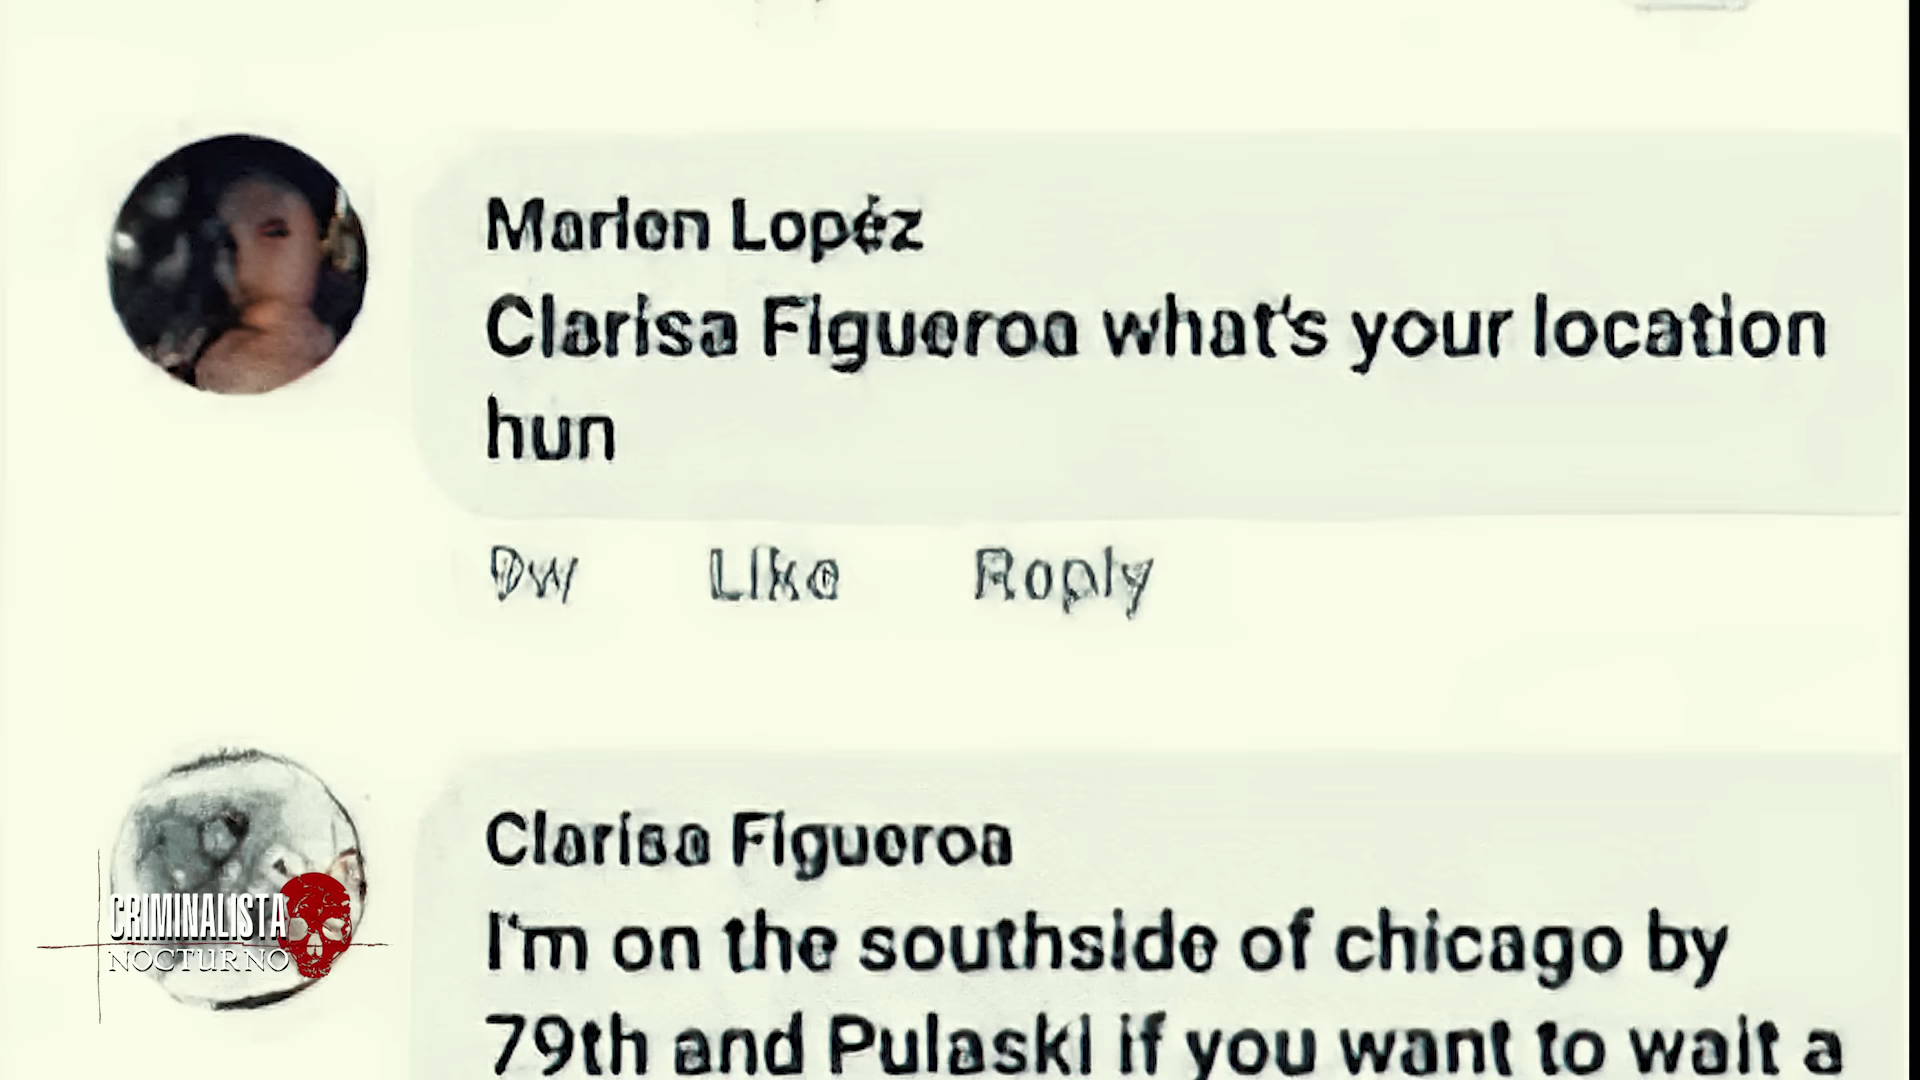 Marlon Lopéz
Clarisa Figueroa what's your location
hun
9w Like Reply
Clarisa Figueroa
I'm on the southside of chicago by
79th and Pulaski if you want to wait a
CRIMINALISTA
NOCTURNO